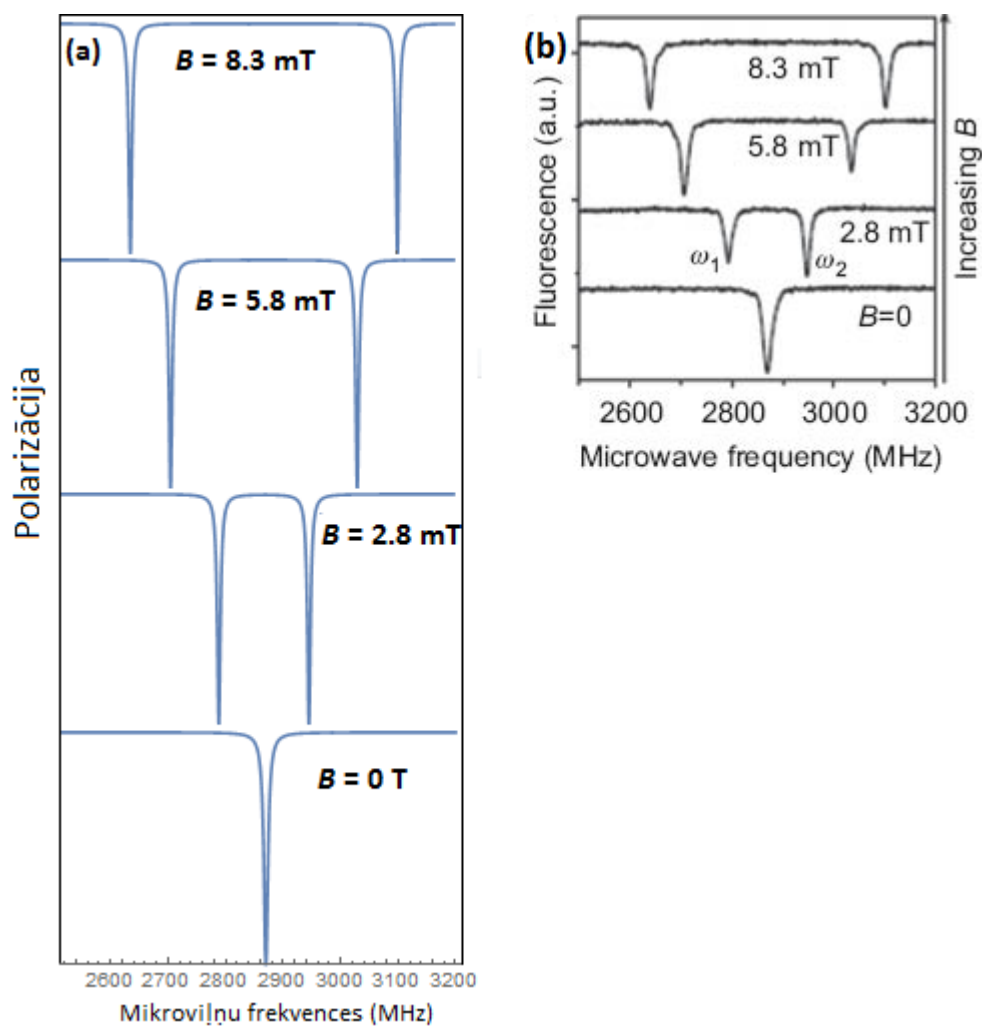 (a)
B = 8.3 mT
B = 5.8 mT
B = 2.8 mT
B = 0 T
Polarizācija
2600 2700 2800 2900 3000 3100 3200
Mikroviļņu frekvences (MHz)
(b)
8.3 mT
5.8 mT
2.8 mT
ω1 ω2
B=0
Fluorescence (a.u.)
Increasing B
2600 2800 3000 3200
Microwave frequency (MHz)